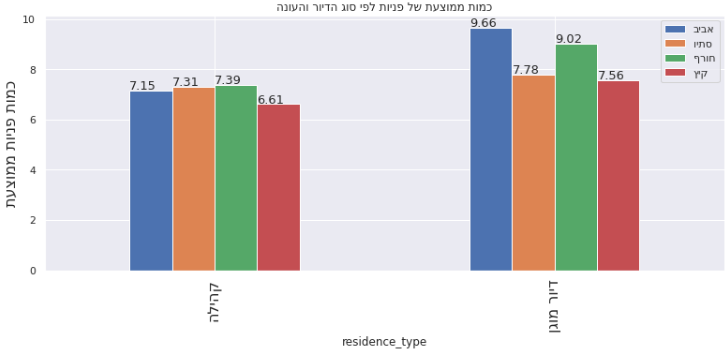 כמות ממוצעת של פניות לפי סוג הדיור והעונה
כמות פניות ממוצעת
10
8
6
4
2
0
7.15
7.31
7.39
6.61
9.66
7.78
9.02
7.56
אביב
סתיו
חורף
קיץ
קהילה
דיור מוגן
residence_type